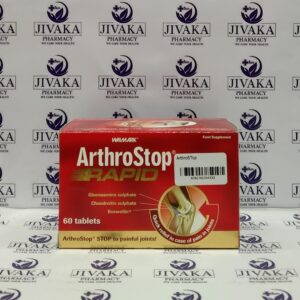 JIVAKA
PHARMACY
WE CARE YOUR HEALTH
WALMARK
Food Supplement
ArthroStop®
RAPID
Glucosamine sulphate
Chondroitin sulphate
Boswellin®
60 tablets
ArthroStop® STOP to painful joints!